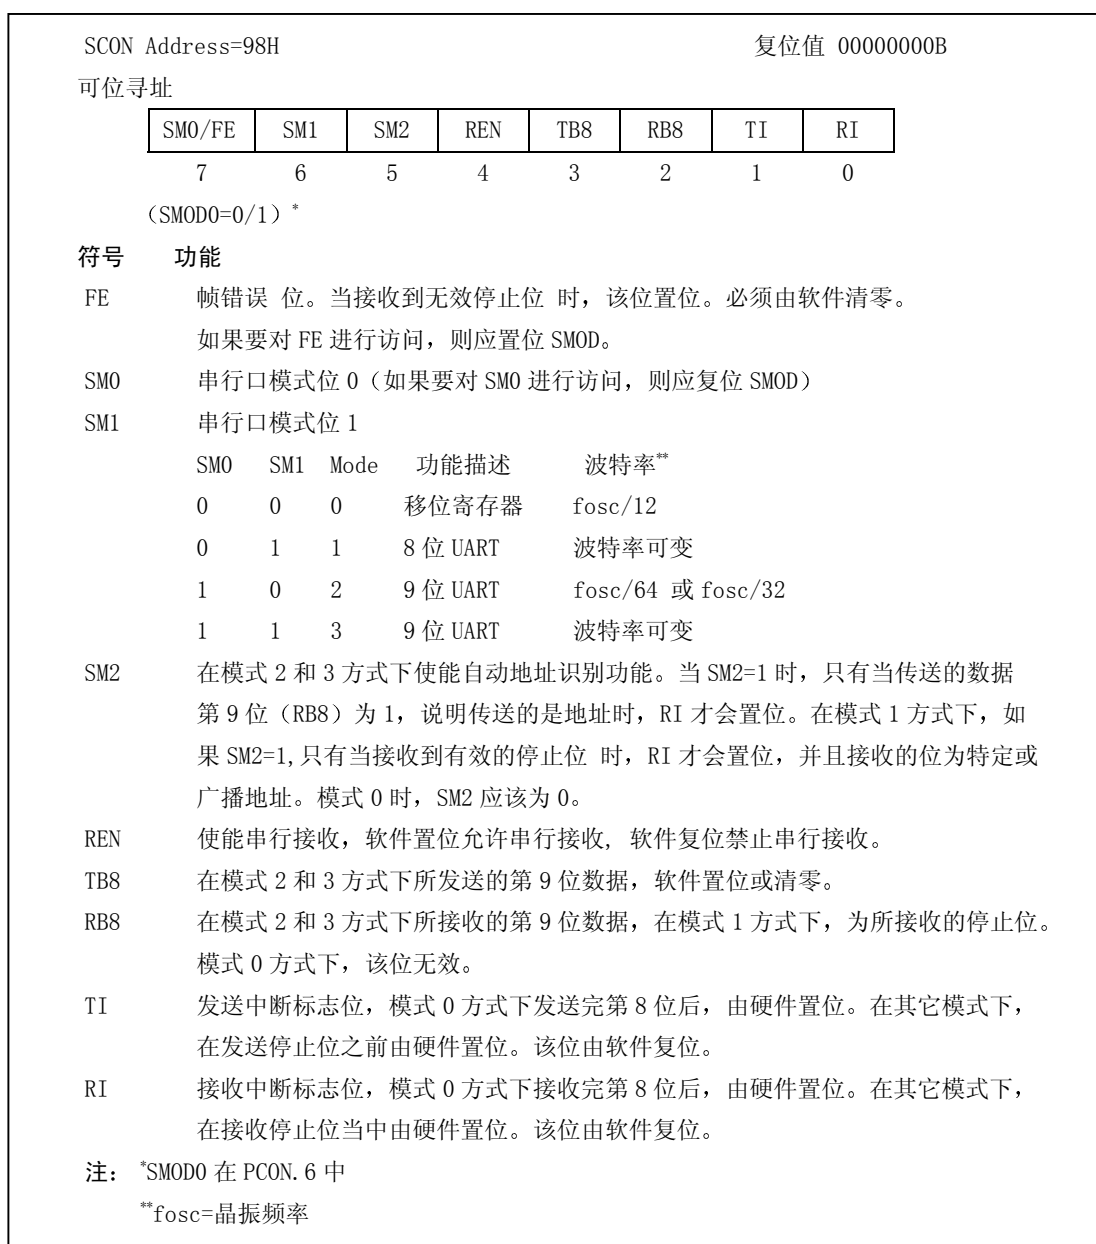 SCON Address=98H 复位值 00000000B
可位寻址
SM0/FE SM1 SM2 REN TB8 RB8 TI RI
7 6 5 4 3 2 1 0
（SMOD0=0/1）*
符号 功能
FE 帧错误 位。当接收到无效停止位 时，该位置位。必须由软件清零。
如果要对 FE 进行访问，则应置位 SMOD。
SM0 串行口模式位 0（如果要对 SM0 进行访问，则应复位 SMOD）
SM1 串行口模式位 1
SM0 SM1 Mode 功能描述 波特率**
0 0 0 移位寄存器 fosc/12
0 1 1 8 位 UART 波特率可变
1 0 2 9 位 UART fosc/64 或 fosc/32
1 1 3 9 位 UART 波特率可变
SM2 在模式 2 和 3 方式下使能自动地址识别功能。当 SM2=1 时，只有当传送的数据
第 9 位（RB8）为 1，说明传送的是地址时，RI 才会置位。在模式 1 方式下，如
果 SM2=1,只有当接收到有效的停止位 时，RI 才会置位，并且接收的位为特定或
广播地址。模式 0 时，SM2 应该为 0。
REN 使能串行接收，软件置位允许串行接收, 软件复位禁止串行接收。
TB8 在模式 2 和 3 方式下所发送的第 9 位数据，软件置位或清零。
RB8 在模式 2 和 3 方式下所接收的第 9 位数据，在模式 1 方式下，为所接收的停止位。
模式 0 方式下，该位无效。
TI 发送中断标志位，模式 0 方式下发送完第 8 位后，由硬件置位。在其它模式下，
在发送停止位之前由硬件置位。该位由软件复位。
RI 接收中断标志位，模式 0 方式下接收完第 8 位后，由硬件置位。在其它模式下，
在接收停止位当中由硬件置位。该位由软件复位。
注： *SMOD0 在 PCON.6 中
**fosc=晶振频率